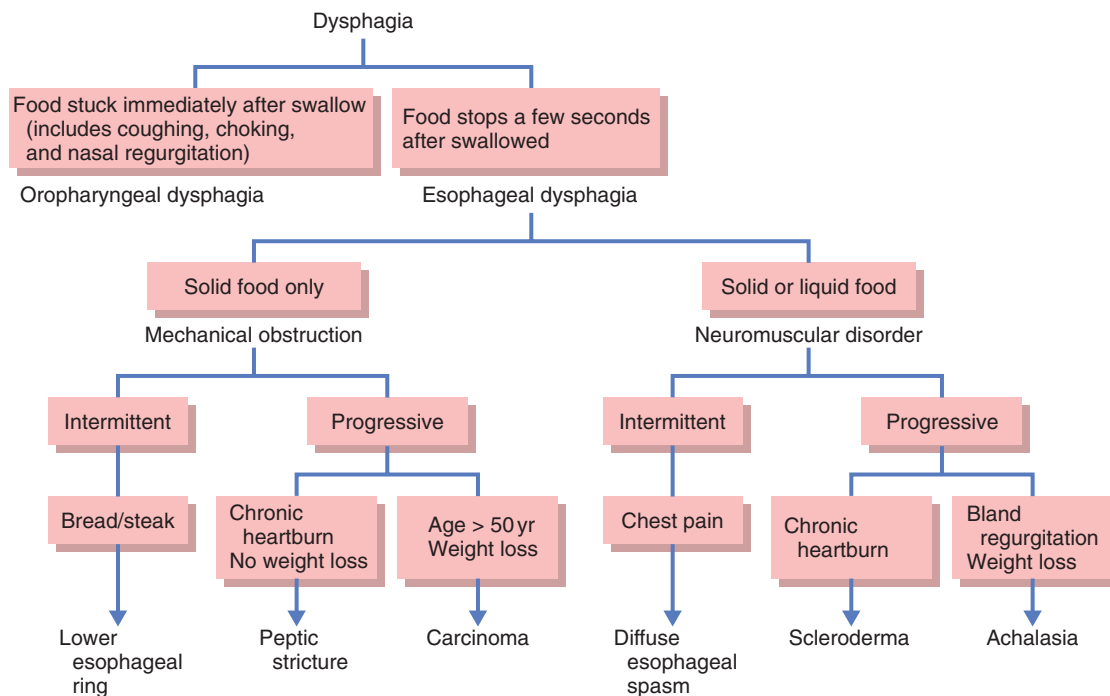 Dysphagia
Food stuck immediately after swallow
(includes coughing, choking,
and nasal regurgitation)
Food stops a few seconds
after swallowed
Oropharyngeal dysphagia
Esophageal dysphagia
Solid food only
Solid or liquid food
Mechanical obstruction
Neuromuscular disorder
Intermittent
Progressive
Intermittent
Progressive
Bread/steak
Chronic
heartburn
No weight loss
Age > 50 yr
Weight loss
Chest pain
Chronic
heartburn
Bland
regurgitation
Weight loss
Lower
esophageal
ring
Peptic
stricture
Carcinoma
Diffuse
esophageal
spasm
Scleroderma
Achalasia